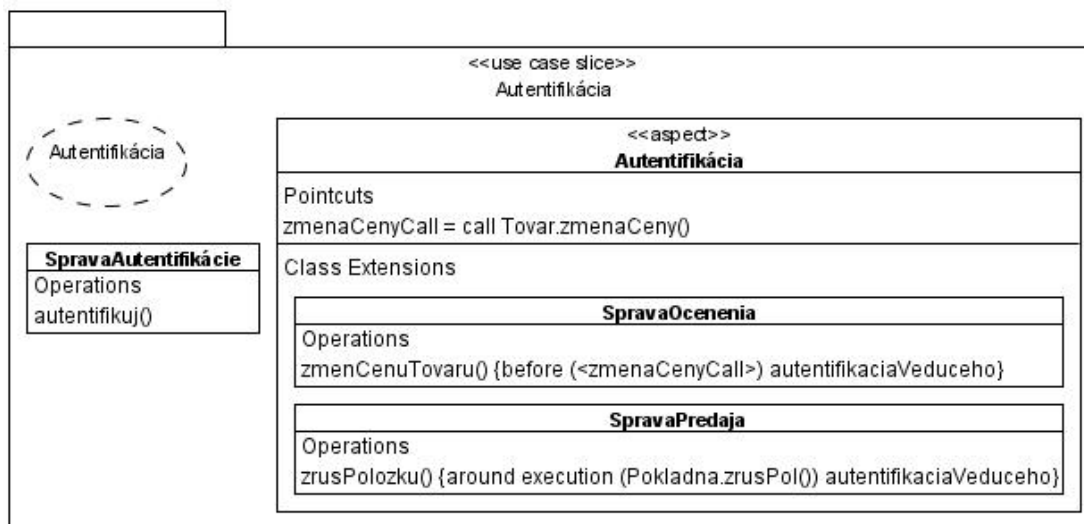 <<use case slice>>
Autentifikácia
Autentifikácia
SpravaAutentifikácie
Operations
autentifikuj()
<<aspect>>
Autentifikácia
Pointcuts
zmenaCenyCall = call Tovar.zmenaCeny()
Class Extensions
SpravaOcenenia
Operations
zmenCenuTovaru() {before (<zmenaCenyCall>) autentifikaciaVeduceho}
SpravaPredaja
Operations
zrusPolozku() {around execution (Pokladna.zrusPol()) autentifikaciaVeduceho}